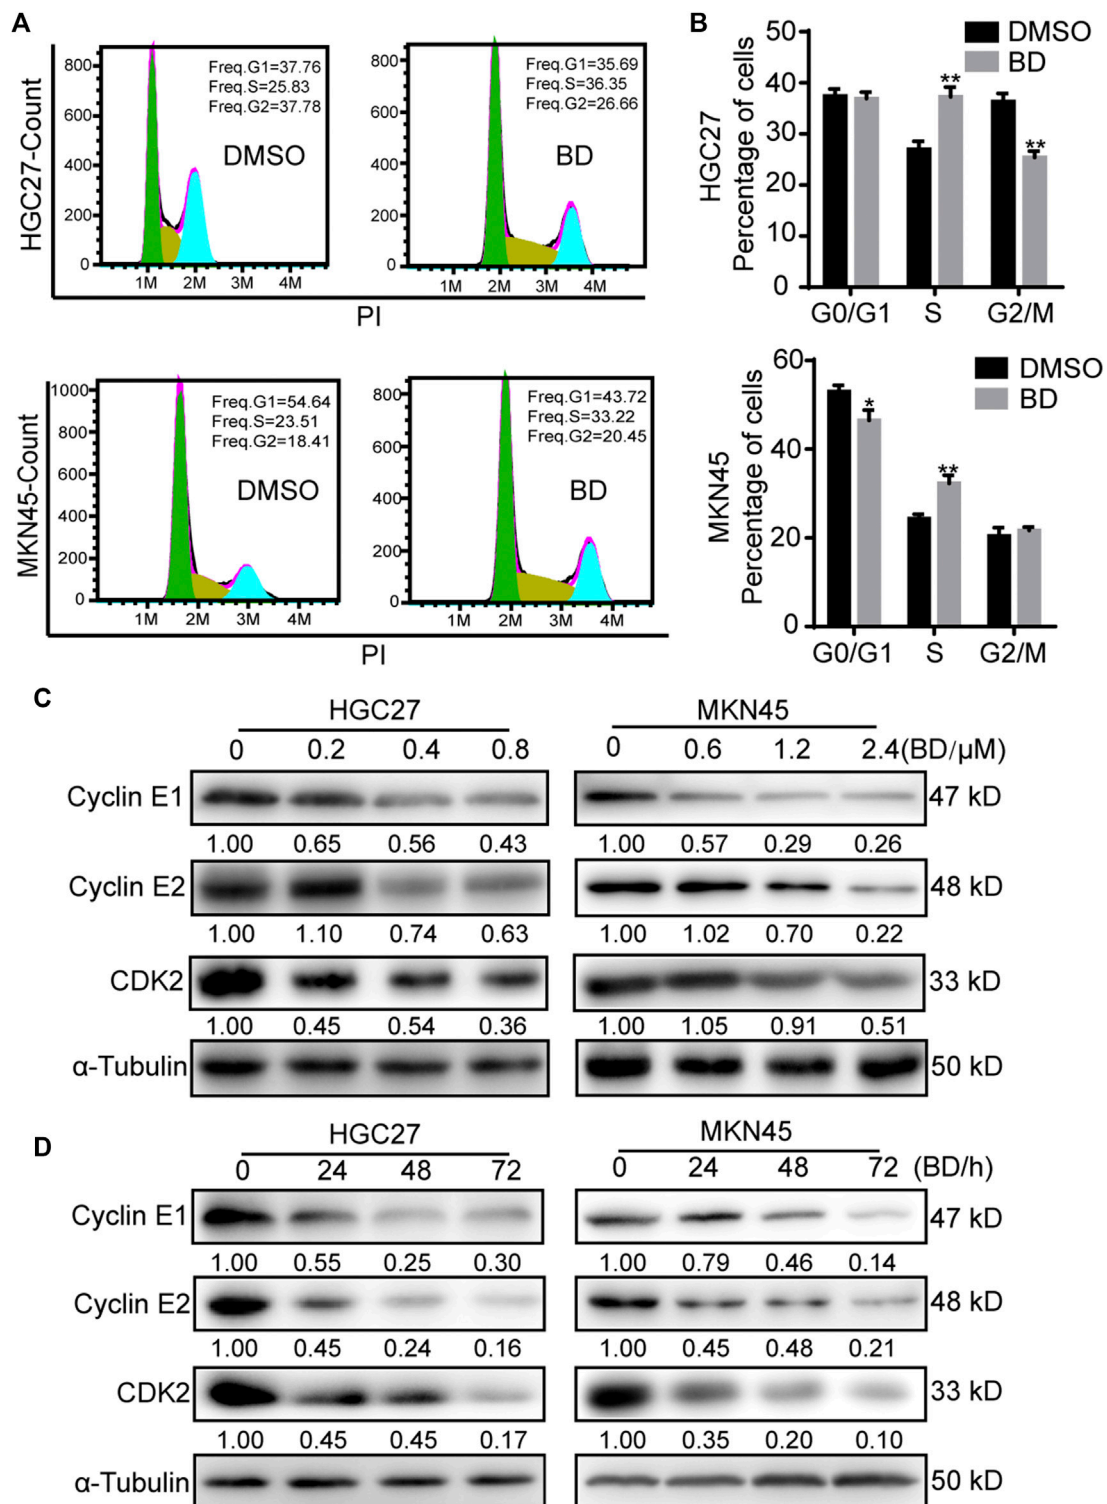 A
HGC27-Count
800
600
400
200
0
Freq.G1=37.76
Freq.S=25.83
Freq.G2=37.78
DMSO
1M 2M 3M 4M
800
600
400
200
0
Freq.G1=35.69
Freq.S=36.35
Freq.G2=26.66
BD
1M 2M 3M 4M
PI
MKN45-Count
1000
800
600
400
200
0
Freq.G1=54.64
Freq.S=23.51
Freq.G2=18.41
DMSO
1M 2M 3M 4M
800
600
400
200
0
Freq.G1=43.72
Freq.S=33.22
Freq.G2=20.45
BD
1M 2M 3M 4M
PI
B
HGC27
Percentage of cells
50
40
30
20
10
0
DMSO
BD
**
**
G0/G1 S G2/M
MKN45
Percentage of cells
60
40
20
0
DMSO
BD
*
**
G0/G1 S G2/M
C
HGC27 MKN45
0 0.2 0.4 0.8 0 0.6 1.2 2.4 (BD/μM)
Cyclin E1 47 kD
1.00 0.65 0.56 0.43 1.00 0.57 0.29 0.26
Cyclin E2 48 kD
1.00 1.10 0.74 0.63 1.00 1.02 0.70 0.22
CDK2 33 kD
1.00 0.45 0.54 0.36 1.00 1.05 0.91 0.51
α-Tubulin 50 kD
D
HGC27 MKN45
0 24 48 72 0 24 48 72 (BD/h)
Cyclin E1 47 kD
1.00 0.55 0.25 0.30 1.00 0.79 0.46 0.14
Cyclin E2 48 kD
1.00 0.45 0.24 0.16 1.00 0.45 0.48 0.21
CDK2 33 kD
1.00 0.45 0.45 0.17 1.00 0.35 0.20 0.10
α-Tubulin 50 kD